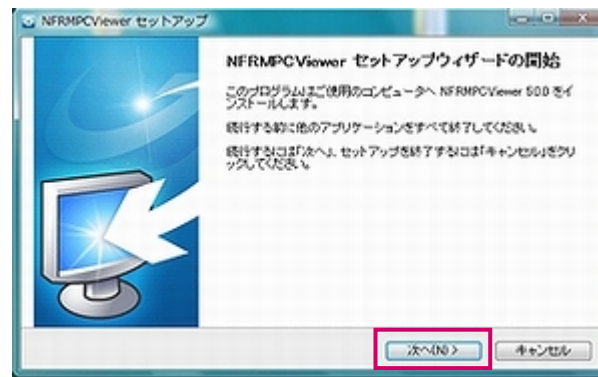 NFRMPCViewer セットアップ
NFRMPCViewer セットアップウィザードの開始
このプログラムはご使用のコンピュータへ NFRMPCViewer 5.0.0 をイ
ンストールします。
続行する前に他のアプリケーションをすべて終了してください。
続行するには「次へ」、セットアップを終了するには「キャンセル」をクリ
ックしてください。
次へ(N) >
キャンセル